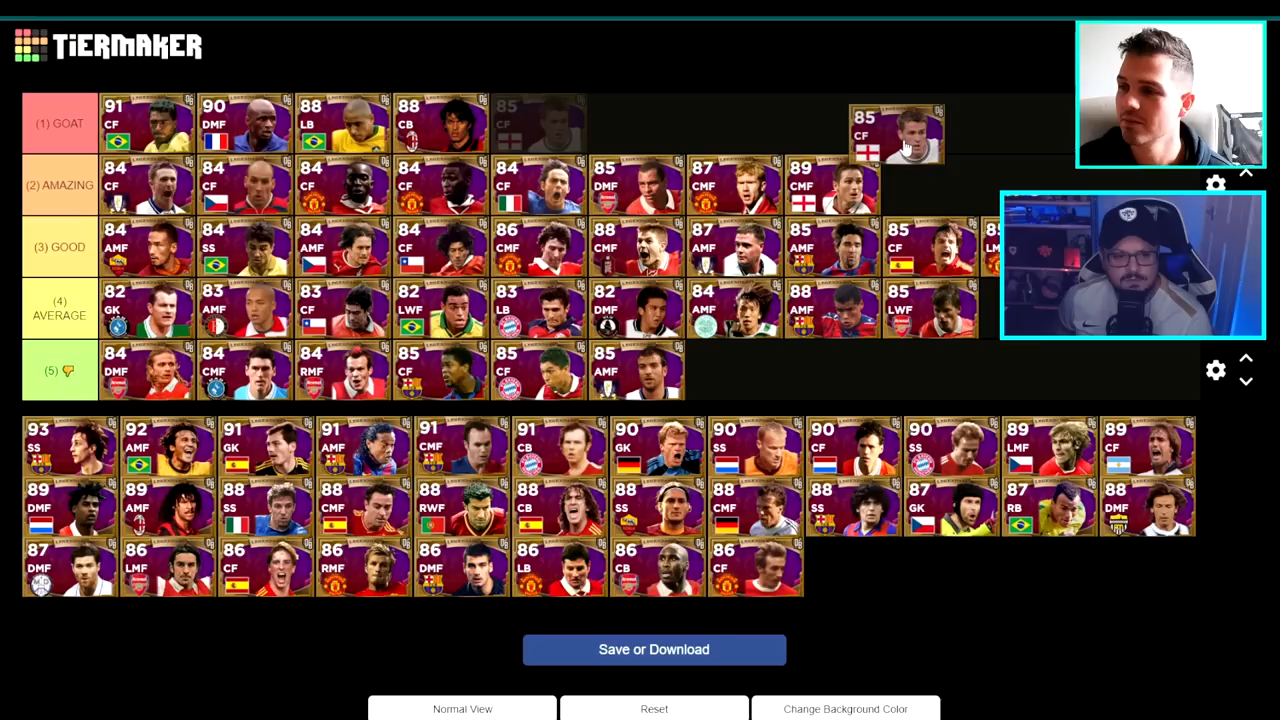 TiERMAKER
(1) GOAT
91 CF
90 DMF
88 LB
88 CB
85 CF
85 CF
(2) AMAZING
84 CF
84 CF
84 CF
84 CF
84 CF
85 DMF
87 CMF
89 CMF
(3) GOOD
84 AMF
84 SS
84 AMF
84 CF
86 CMF
88 CMF
87 AMF
85 AMF
85 CF
(4) AVERAGE
82 GK
83 AMF
83 CF
82 LWF
83 LB
82 DMF
84 AMF
88 AMF
85 LWF
(5)
84 DMF
84 CMF
84 RMF
85 CF
85 CMF
85 AMF
93 SS
92 AMF
91 GK
91 AMF
91 CMF
91 CB
90 GK
90 SS
90 CF
90 SS
89 LMF
89 CF
89 DMF
89 AMF
88 SS
88 CMF
88 RWF
88 CB
88 SS
88 CMF
88 SS
87 GK
87 RB
88 DMF
87 DMF
86 LMF
86 CF
86 RMF
86 DMF
86 LB
86 CB
86 CF
Save or Download
Normal View
Reset
Change Background Color